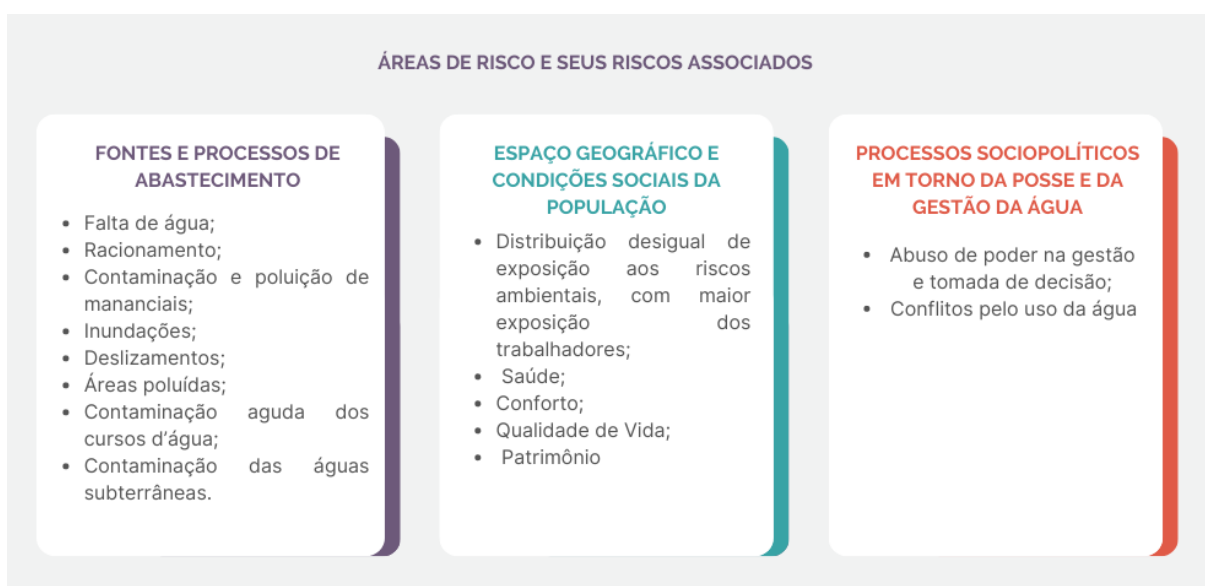 ÁREAS DE RISCO E SEUS RISCOS ASSOCIADOS
FONTES E PROCESSOS DE
ABASTECIMENTO
• Falta de água;
• Racionamento;
• Contaminação e poluição de
mananciais;
• Inundações;
• Deslizamentos;
• Áreas poluídas;
• Contaminação aguda dos
cursos d'água;
• Contaminação das águas
subterrâneas.
ESPAÇO GEOGRÁFICO E
CONDIÇÕES SOCIAIS DA
POPULAÇÃO
• Distribuição desigual de
exposição aos riscos
ambientais, com maior
exposição dos
trabalhadores;
• Saúde;
• Conforto;
• Qualidade de Vida;
• Patrimônio
PROCESSOS SOCIOPOLÍTICOS
EM TORNO DA POSSE E DA
GESTÃO DA ÁGUA
• Abuso de poder na gestão
e tomada de decisão;
• Conflitos pelo uso da água